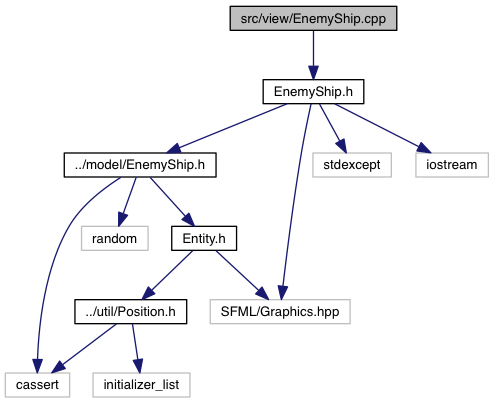 src/view/EnemyShip.cpp
EnemyShip.h
../model/EnemyShip.h
stdexcept
iostream
random
Entity.h
../util/Position.h
SFML/Graphics.hpp
cassert
initializer_list